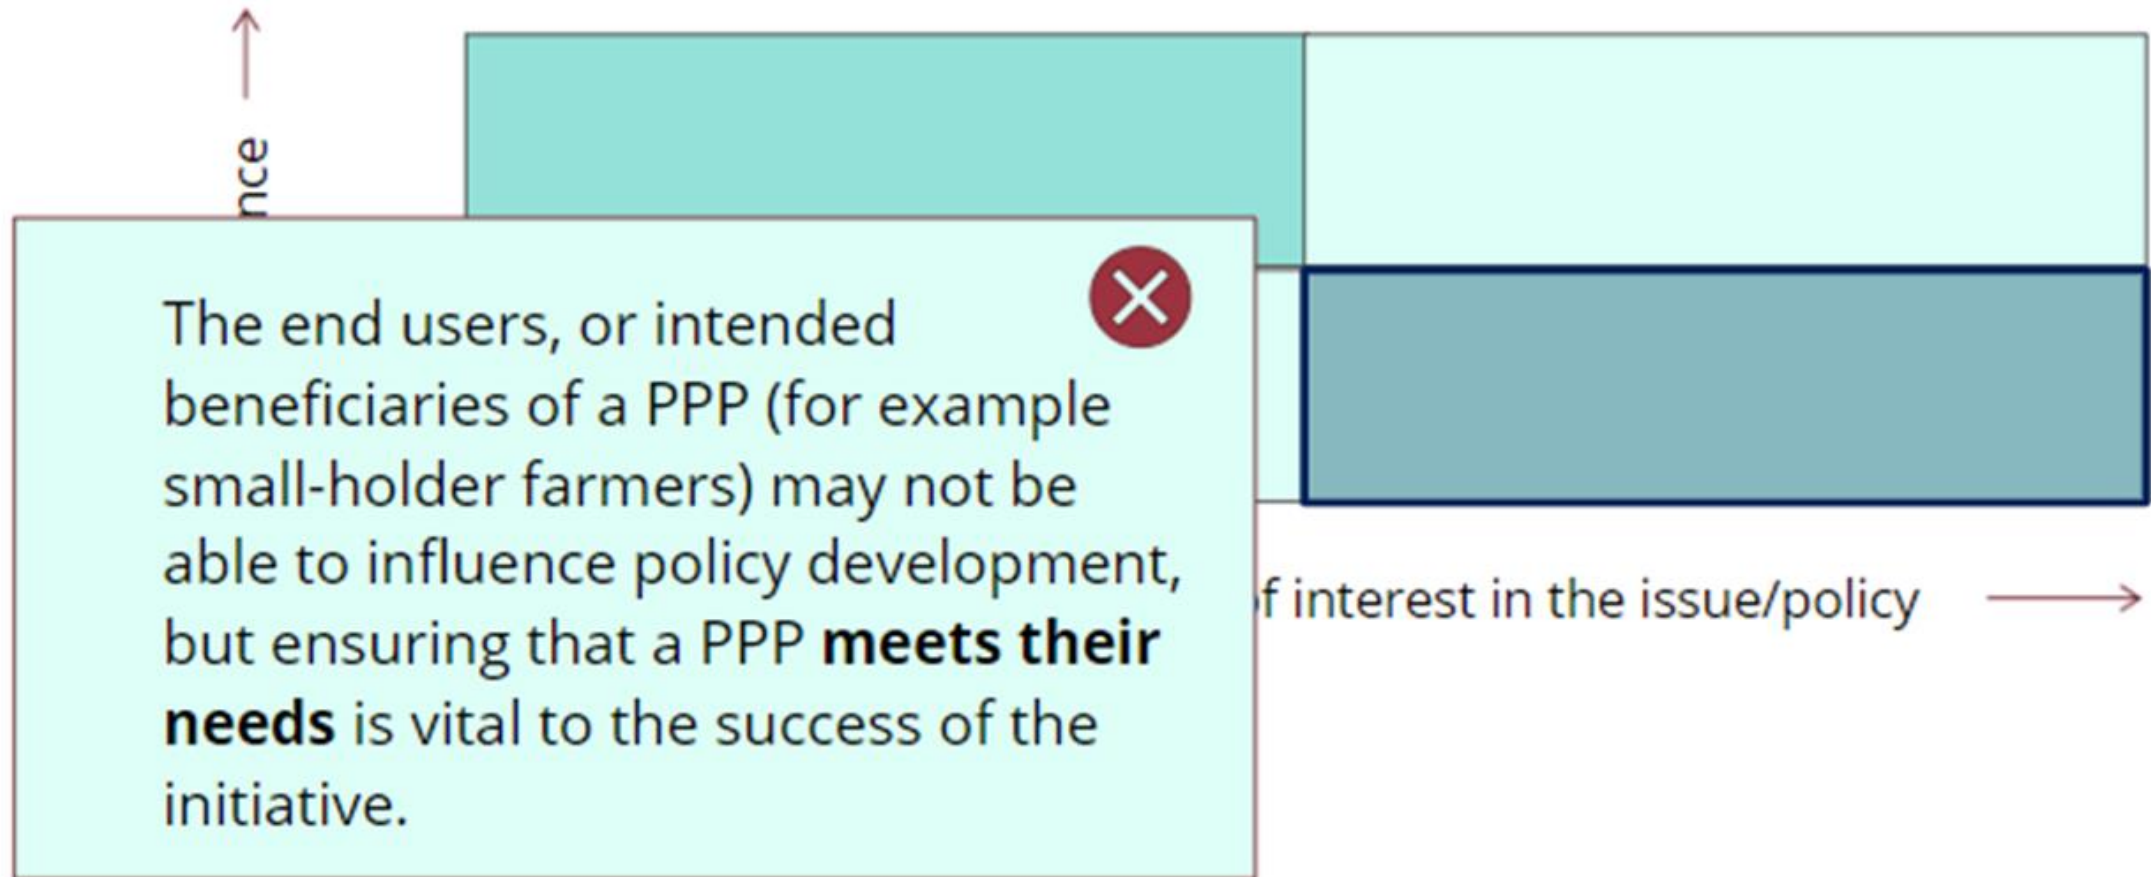 The end users, or intended
beneficiaries of a PPP (for example
small-holder farmers) may not be
able to influence policy development,
but ensuring that a PPP meets their
needs is vital to the success of the
initiative.
interest in the issue/policy